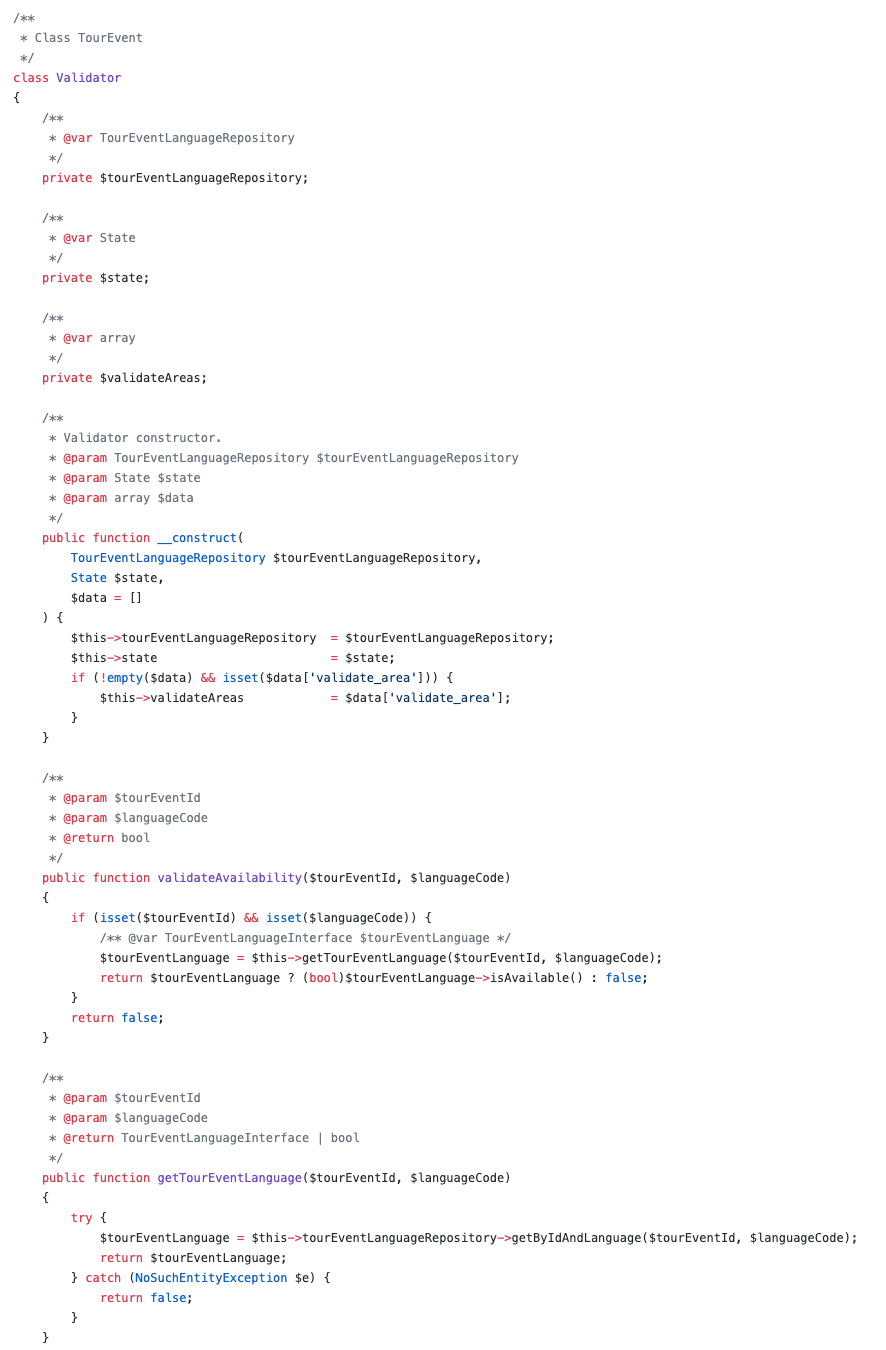 /**
 * Class TourEvent
 */
class Validator
{
    /**
     * @var TourEventLanguageRepository
     */
    private $tourEventLanguageRepository;

    /**
     * @var State
     */
    private $state;

    /**
     * @var array
     */
    private $validateAreas;

    /**
     * Validator constructor.
     * @param TourEventLanguageRepository $tourEventLanguageRepository
     * @param State $state
     * @param array $data
     */
    public function __construct(
        TourEventLanguageRepository $tourEventLanguageRepository,
        State $state,
        $data = []
    ) {
        $this->tourEventLanguageRepository  = $tourEventLanguageRepository;
        $this->state                        = $state;
        if (!empty($data) && isset($data['validate_area'])) {
            $this->validateAreas            = $data['validate_area'];
        }
    }

    /**
     * @param $tourEventId
     * @param $languageCode
     * @return bool
     */
    public function validateAvailability($tourEventId, $languageCode)
    {
        if (isset($tourEventId) && isset($languageCode)) {
            /** @var TourEventLanguageInterface $tourEventLanguage */
            $tourEventLanguage = $this->getTourEventLanguage($tourEventId, $languageCode);
            return $tourEventLanguage ? (bool)$tourEventLanguage->isAvailable() : false;
        }
        return false;
    }

    /**
     * @param $tourEventId
     * @param $languageCode
     * @return TourEventLanguageInterface | bool
     */
    public function getTourEventLanguage($tourEventId, $languageCode)
    {
        try {
            $tourEventLanguage = $this->tourEventLanguageRepository->getByIdAndLanguage($tourEventId, $languageCode);
            return $tourEventLanguage;
        } catch (NoSuchEntityException $e) {
            return false;
        }
    }